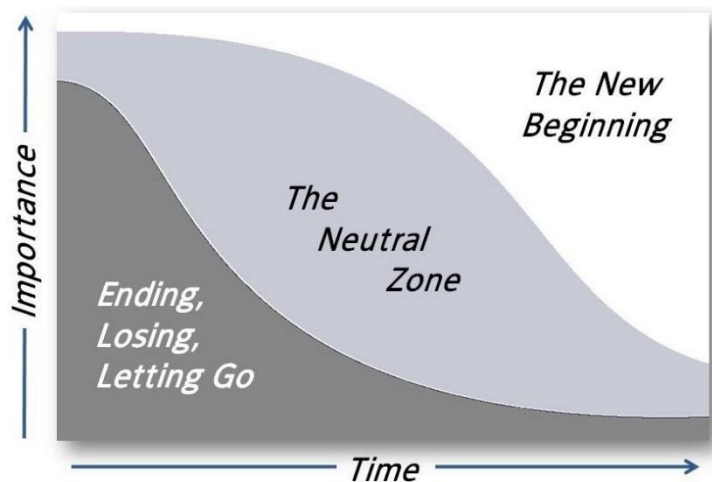 Importance
The New
Beginning
The
Neutral
Zone
Ending,
Losing,
Letting Go
Time